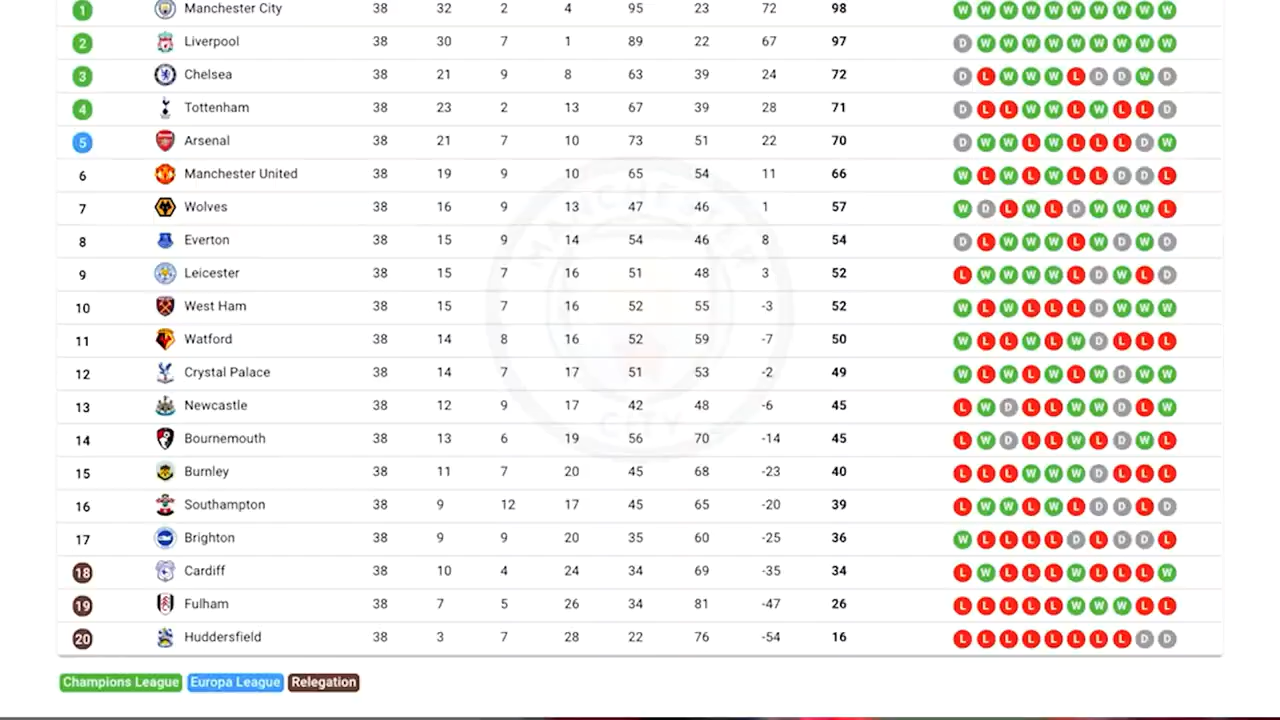 1 Manchester City 38 32 2 4 95 23 72 98 W W W W W W W W W W
2 Liverpool 38 30 7 1 89 22 67 97 D W W W W W W W W W
3 Chelsea 38 21 9 8 63 39 24 72 D L W W W L D D W D
4 Tottenham 38 23 2 13 67 39 28 71 D L L W W L W L L D
5 Arsenal 38 21 7 10 73 51 22 70 D W W L W L L L D W
6 Manchester United 38 19 9 10 65 54 11 66 W L W L W L L D D L
7 Wolves 38 16 9 13 47 46 1 57 W D L W L D W W W L
8 Everton 38 15 9 14 54 46 8 54 D L W W W L W D W D
9 Leicester 38 15 7 16 51 48 3 52 L W W W W L D W L D
10 West Ham 38 15 7 16 52 55 -3 52 W L W L L L D W W W
11 Watford 38 14 8 16 52 59 -7 50 W L L W L W D L L L
12 Crystal Palace 38 14 7 17 51 53 -2 49 W L W L W L W D W W
13 Newcastle 38 12 9 17 42 48 -6 45 L W D L L W W D L W
14 Bournemouth 38 13 6 19 56 70 -14 45 L W D L L W L D W L
15 Burnley 38 11 7 20 45 68 -23 40 L L L W W W D L L L
16 Southampton 38 9 12 17 45 65 -20 39 L W W L W L D D L D
17 Brighton 38 9 9 20 35 60 -25 36 W L L L L D L D D L
18 Cardiff 38 10 4 24 34 69 -35 34 L W L L L W L L L W
19 Fulham 38 7 5 26 34 81 -47 26 L L L L L W W W L L
20 Huddersfield 38 3 7 28 22 76 -54 16 L L L L L L L L D D
Champions League Europa League Relegation
MANCHESTER
CITY